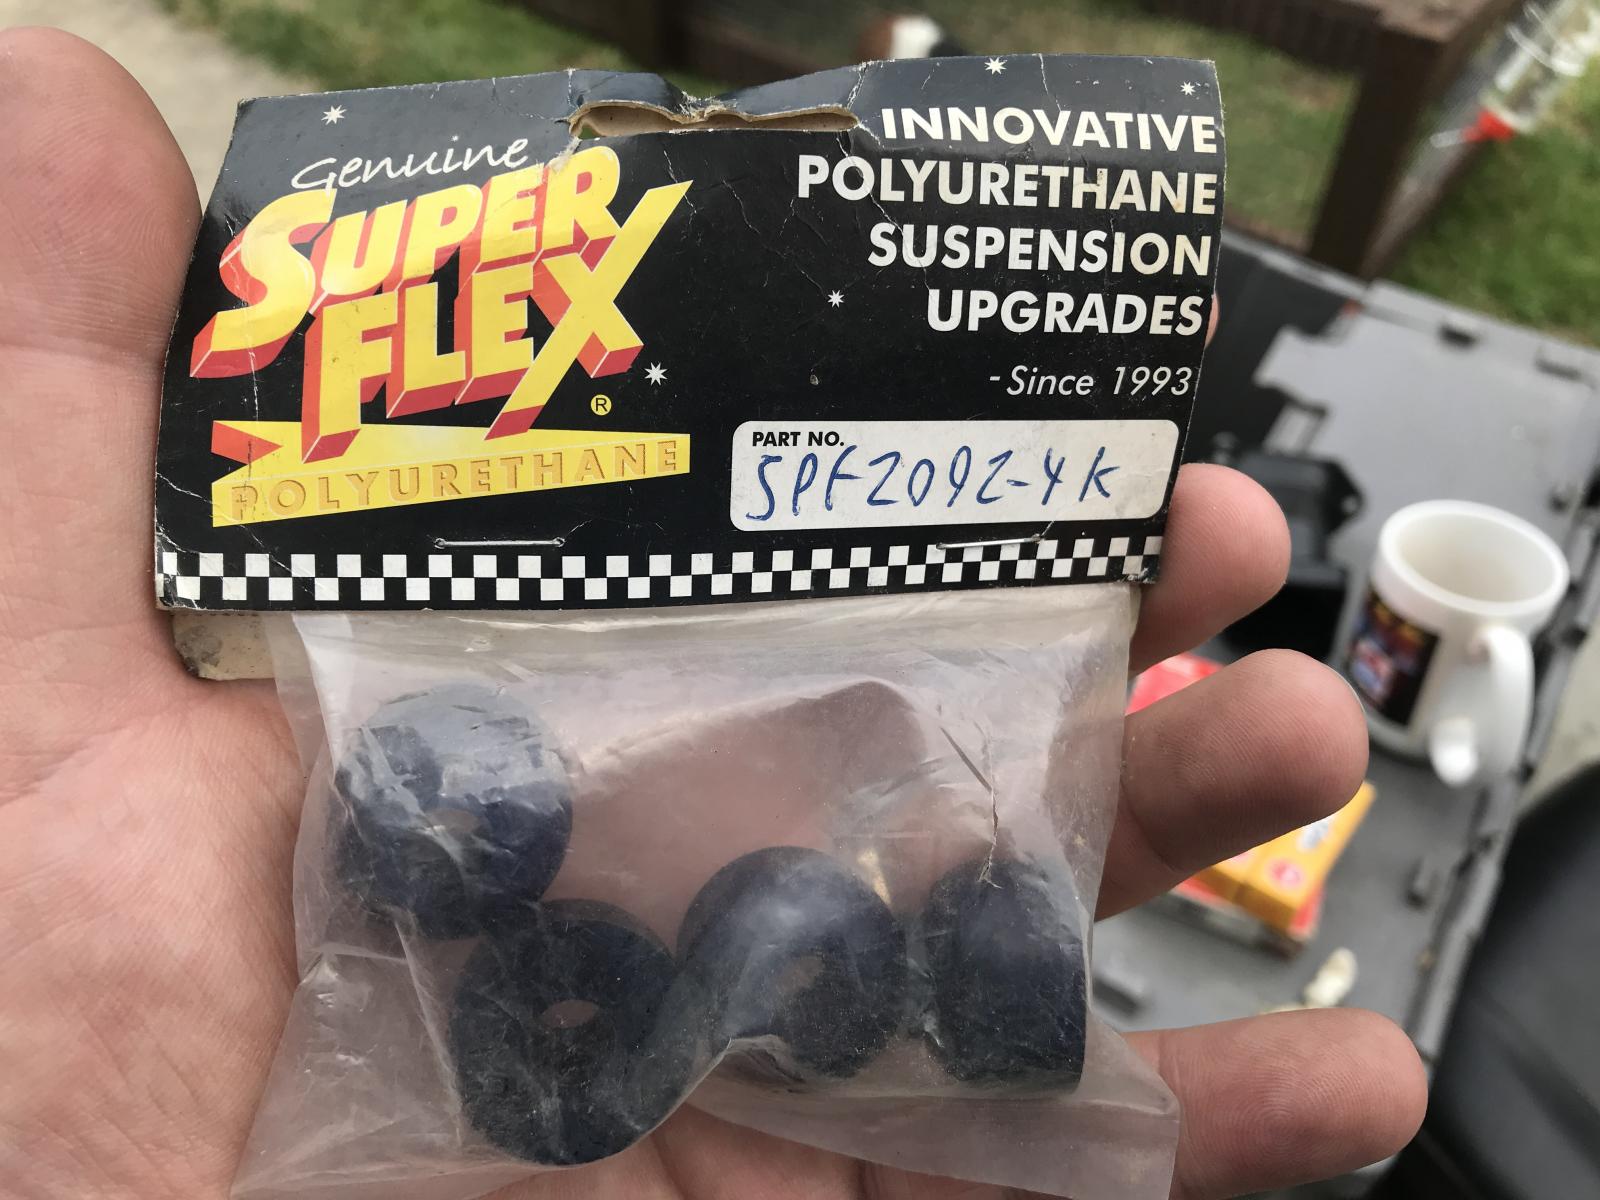 Genuine
SUPER
FLEX
®
POLYURETHANE
INNOVATIVE
POLYURETHANE
SUSPENSION
UPGRADES
- Since 1993
PART NO.
SPF2092-4K